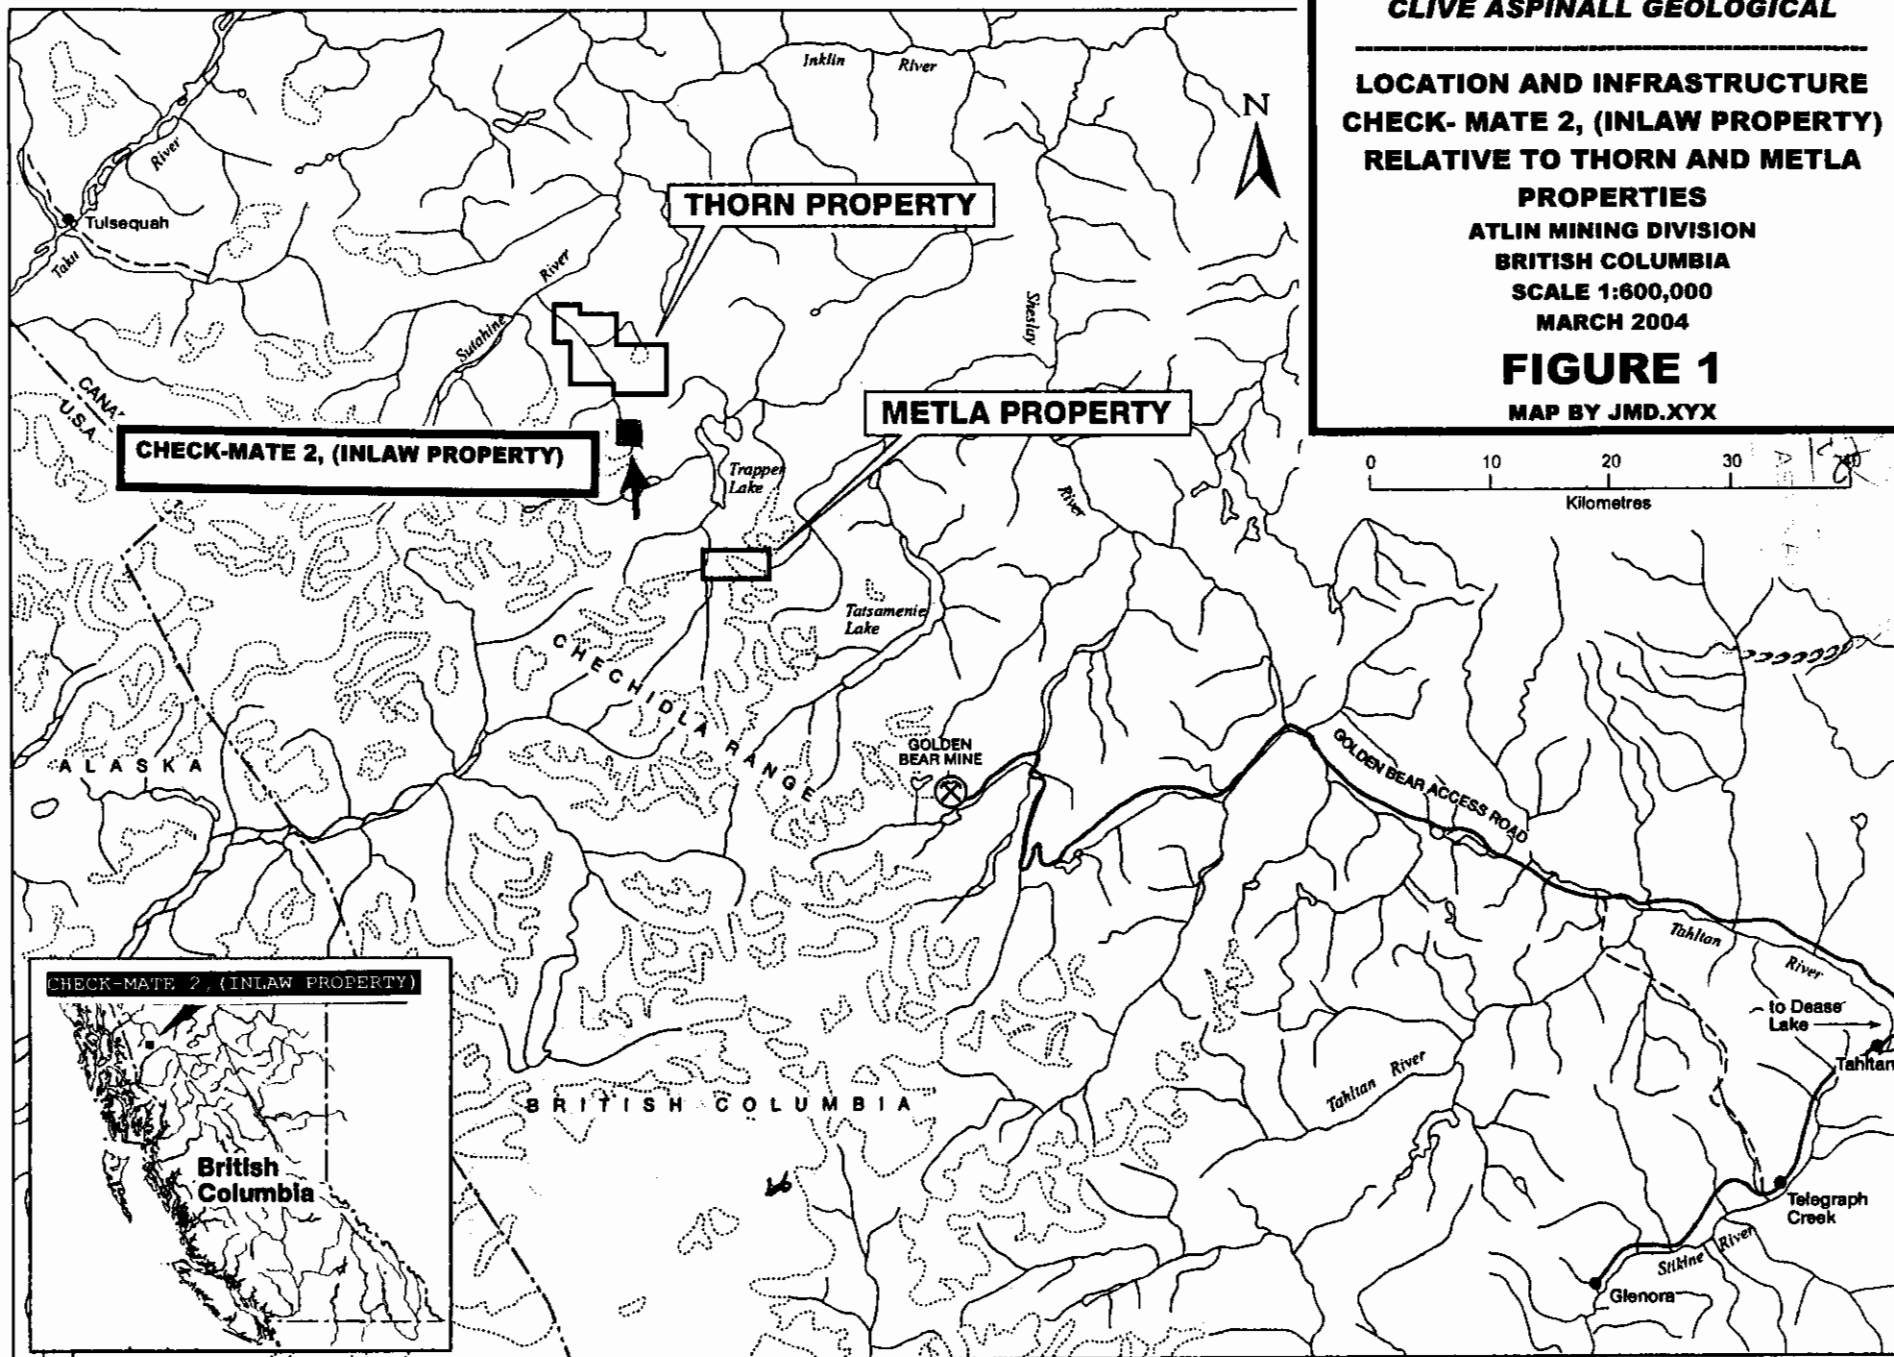 CLIVE ASPINALL GEOLOGICAL
LOCATION AND INFRASTRUCTURE
CHECK- MATE 2, (INLAW PROPERTY)
RELATIVE TO THORN AND METLA
PROPERTIES
ATLIN MINING DIVISION
BRITISH COLUMBIA
SCALE 1:600,000
MARCH 2004
FIGURE 1
MAP BY JMD.XYX
0 10 20 30 40
Kilometres
N
Inklin River
River
Tulsequah
Taku
THORN PROPERTY
River
Sutahine
Sheslay
CANA
U.S.A.
METLA PROPERTY
CHECK-MATE 2, (INLAW PROPERTY)
Trapper
Lake
River
Tatsamenie
Lake
CHECHIDLA RANGE
ALASKA
GOLDEN
BEAR MINE
GOLDEN BEAR ACCESS ROAD
Tahltan
River
to Dease
Lake
Tahltan
Tahltan River
BRITISH COLUMBIA
Telegraph
Creek
Stikine River
Glenora
CHECK-MATE 2, (INLAW PROPERTY)
British
Columbia